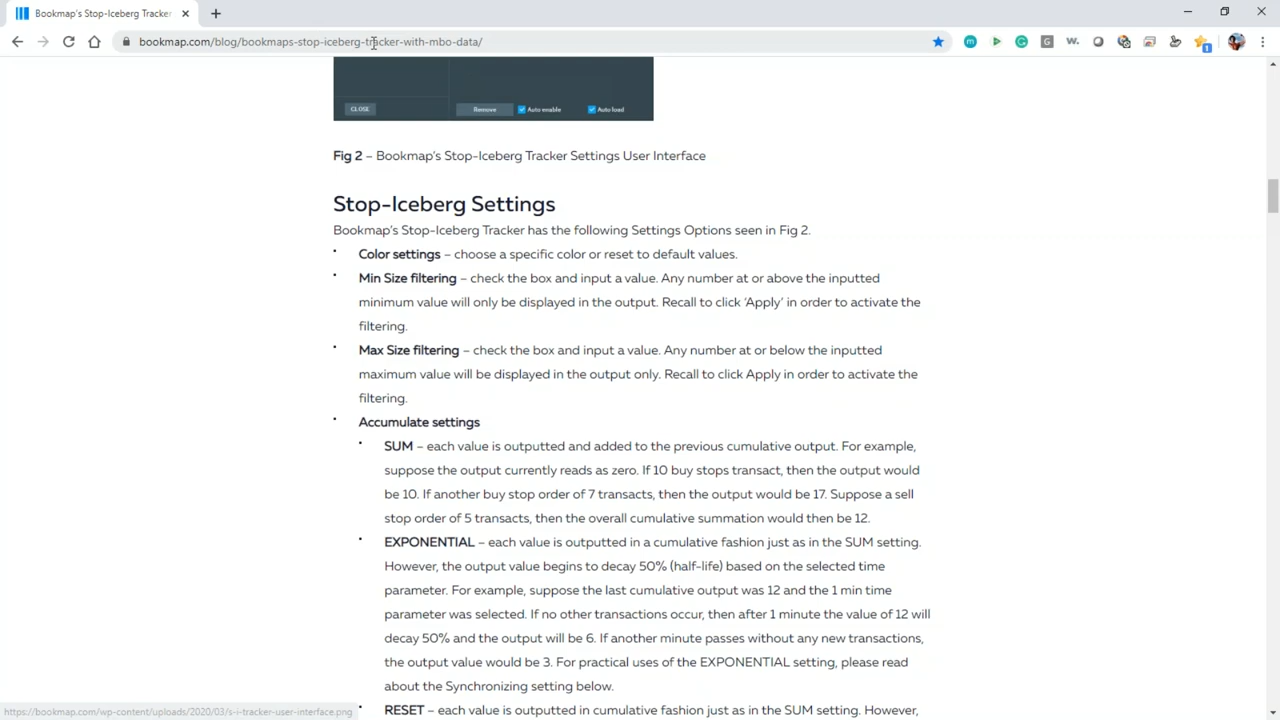 Bookmap's Stop-Iceberg Tracker
bookmap.com/blog/bookmaps-stop-iceberg-tracker-with-mbo-data/
CLOSE
Remove
Auto enable
Auto load
Fig 2 – Bookmap's Stop-Iceberg Tracker Settings User Interface
Stop-Iceberg Settings
Bookmap's Stop-Iceberg Tracker has the following Settings Options seen in Fig 2.
• Color settings – choose a specific color or reset to default values.
• Min Size filtering – check the box and input a value. Any number at or above the inputted
minimum value will only be displayed in the output. Recall to click 'Apply' in order to activate the
filtering.
• Max Size filtering – check the box and input a value. Any number at or below the inputted
maximum value will be displayed in the output only. Recall to click Apply in order to activate the
filtering.
• Accumulate settings
• SUM – each value is outputted and added to the previous cumulative output. For example,
suppose the output currently reads as zero. If 10 buy stops transact, then the output would
be 10. If another buy stop order of 7 transacts, then the output would be 17. Suppose a sell
stop order of 5 transacts, then the overall cumulative summation would then be 12.
• EXPONENTIAL – each value is outputted in a cumulative fashion just as in the SUM setting.
However, the output value begins to decay 50% (half-life) based on the selected time
parameter. For example, suppose the last cumulative output was 12 and the 1 min time
parameter was selected. If no other transactions occur, then after 1 minute the value of 12 will
decay 50% and the output will be 6. If another minute passes without any new transactions,
the output value would be 3. For practical uses of the EXPONENTIAL setting, please read
about the Synchronizing setting below.
• RESET – each value is outputted in cumulative fashion just as in the SUM setting. However,
https://bookmap.com/wp-content/uploads/2020/03/s-i-tracker-user-interface.png